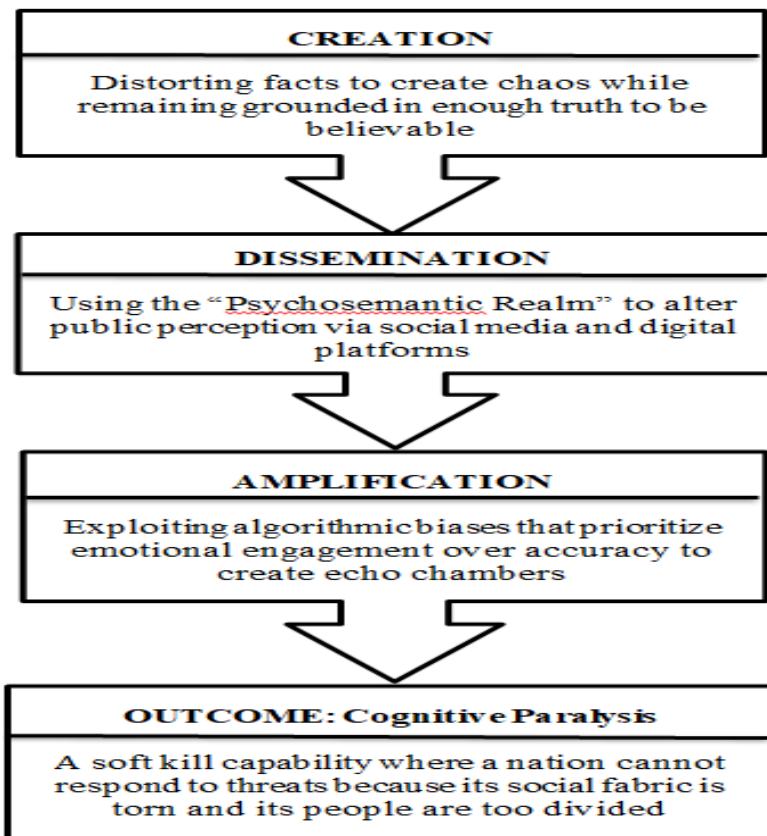 CREATION
Distorting facts to create chaos while
remaining grounded in enough truth to be
believable
DISSEMINATION
Using the “Psychosemantic Realm” to alter
public perception via social media and digital
platforms
AMPLIFICATION
Exploiting algorithmic biases that prioritize
emotional engagement over accuracy to
create echo chambers
OUTCOME: Cognitive Paralysis
A soft kill capability where a nation cannot
respond to threats because its social fabric is
torn and its people are too divided